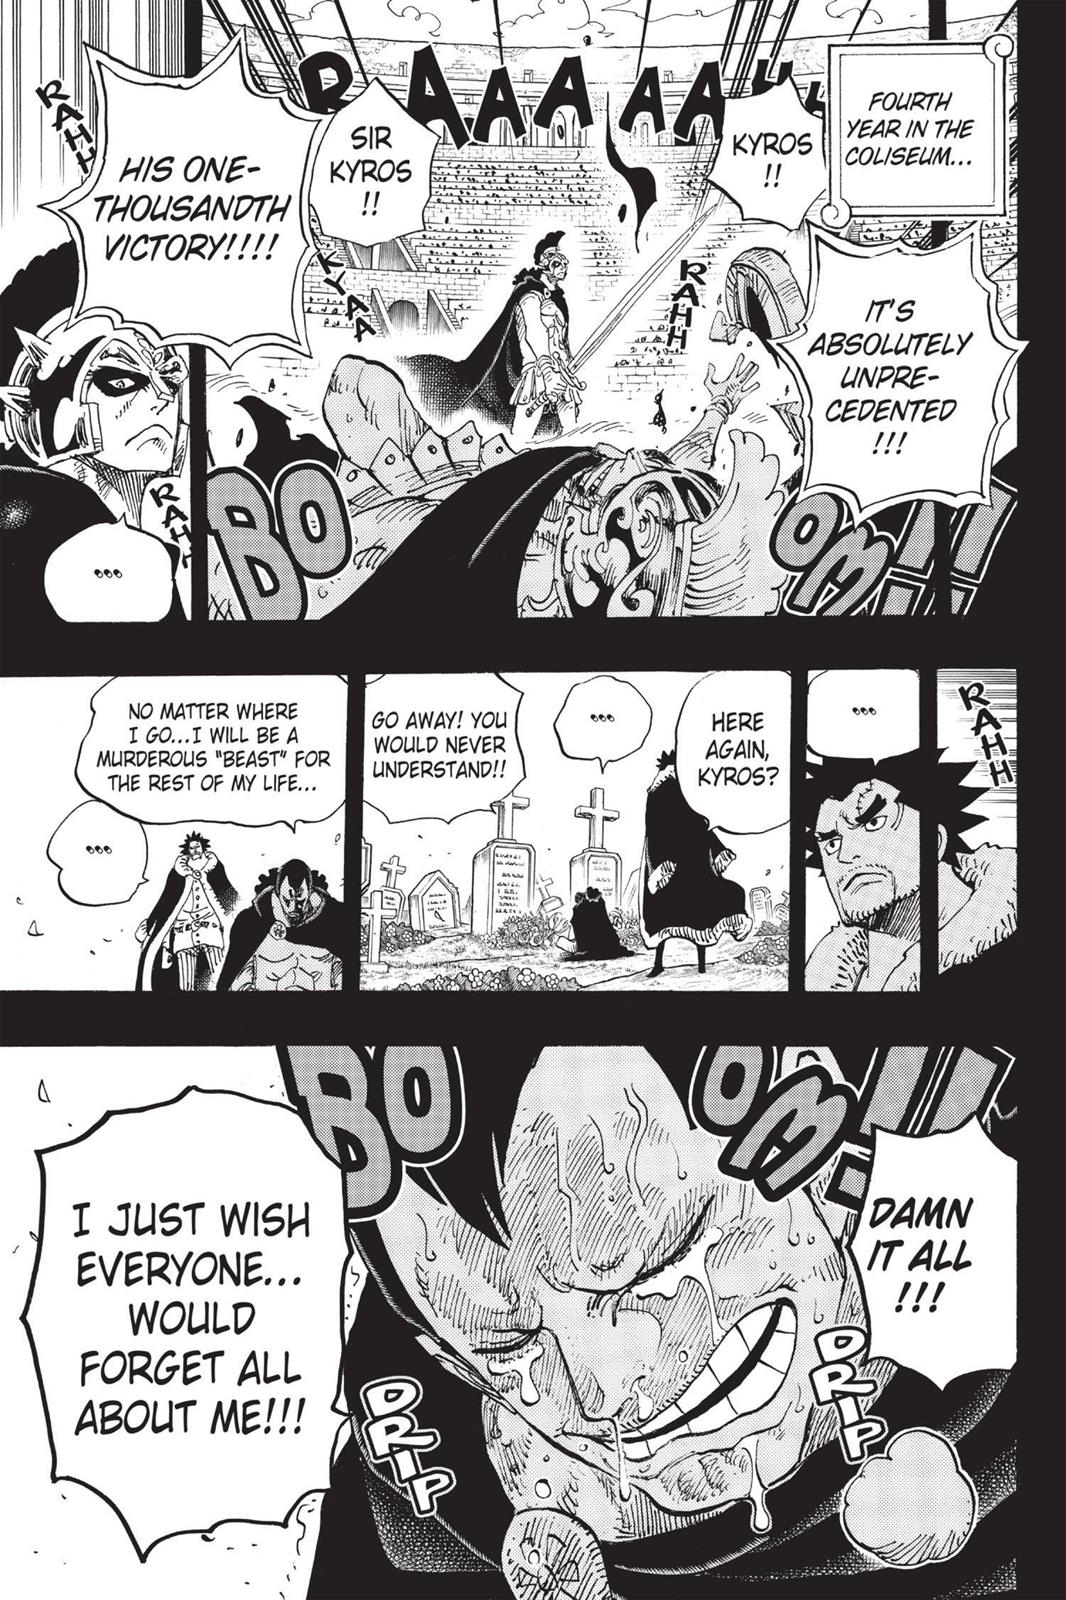 FOURTH
YEAR IN THE
COLISEUM...
RAAAAAHH
KYROS
!!
IT'S
ABSOLUTELY
UNPRE-
CEDENTED
!!!
SIR
KYROS
!!
HIS ONE-
THOUSANDTH
VICTORY!!!!
RAHH
KYAA
RAHH
BOOM!!
RAHH
...
RAHH
...
HERE
AGAIN,
KYROS?
...
GO AWAY! YOU
WOULD NEVER
UNDERSTAND!!
NO MATTER WHERE
I GO...I WILL BE A
MURDEROUS "BEAST" FOR
THE REST OF MY LIFE...
...
BOOM!!
DAMN
IT ALL
!!!
DRIP
I JUST WISH
EVERYONE...
WOULD
FORGET ALL
ABOUT ME!!!
DRIP